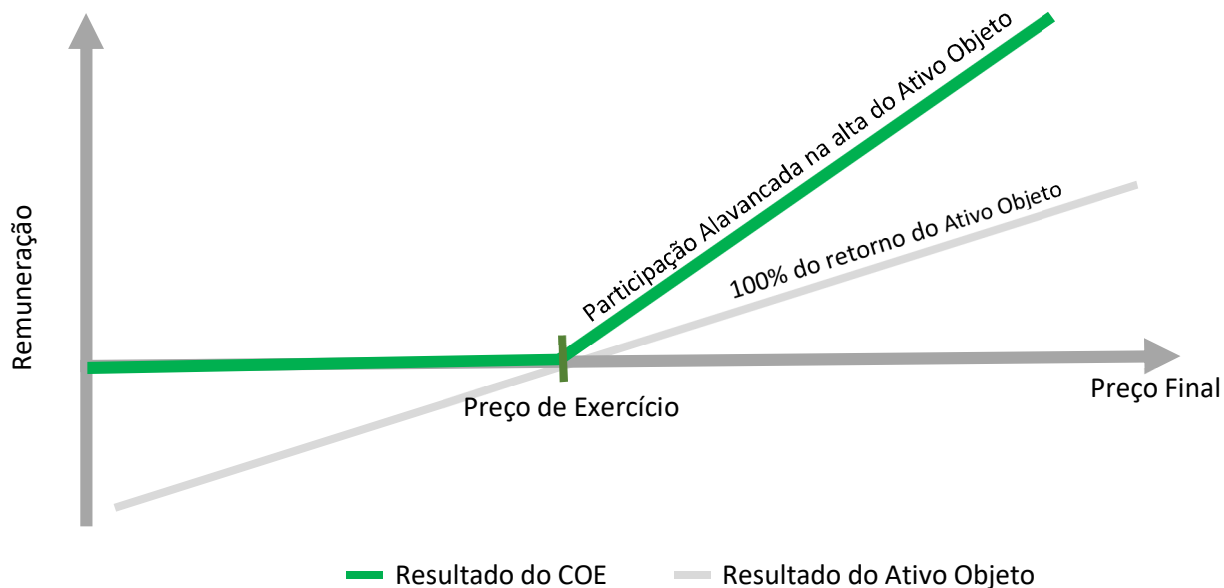 Participação Alavancada na alta do Ativo Objeto
100% do retorno do Ativo Objeto
Remuneração
Preço de Exercício
Preço Final
Resultado do COE
Resultado do Ativo Objeto